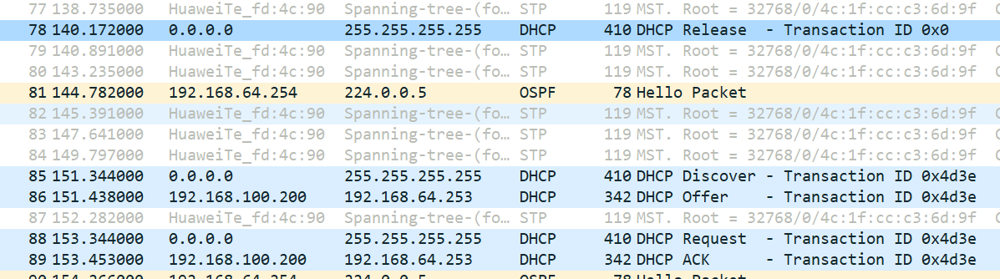 77 138.735000 HuaweiTe_fd:4c:90 Spanning-tree-(fo… STP 119 MST. Root = 32768/0/4c:1f:cc:c3:6d:9f
78 140.172000 0.0.0.0 255.255.255.255 DHCP 410 DHCP Release - Transaction ID 0x0
79 140.891000 HuaweiTe_fd:4c:90 Spanning-tree-(fo… STP 119 MST. Root = 32768/0/4c:1f:cc:c3:6d:9f
80 143.235000 HuaweiTe_fd:4c:90 Spanning-tree-(fo… STP 119 MST. Root = 32768/0/4c:1f:cc:c3:6d:9f
81 144.782000 192.168.64.254 224.0.0.5 OSPF 78 Hello Packet
82 145.391000 HuaweiTe_fd:4c:90 Spanning-tree-(fo… STP 119 MST. Root = 32768/0/4c:1f:cc:c3:6d:9f
83 147.641000 HuaweiTe_fd:4c:90 Spanning-tree-(fo… STP 119 MST. Root = 32768/0/4c:1f:cc:c3:6d:9f
84 149.797000 HuaweiTe_fd:4c:90 Spanning-tree-(fo… STP 119 MST. Root = 32768/0/4c:1f:cc:c3:6d:9f
85 151.344000 0.0.0.0 255.255.255.255 DHCP 410 DHCP Discover - Transaction ID 0x4d3e
86 151.438000 192.168.100.200 192.168.64.253 DHCP 342 DHCP Offer - Transaction ID 0x4d3e
87 152.282000 HuaweiTe_fd:4c:90 Spanning-tree-(fo… STP 119 MST. Root = 32768/0/4c:1f:cc:c3:6d:9f
88 153.344000 0.0.0.0 255.255.255.255 DHCP 410 DHCP Request - Transaction ID 0x4d3e
89 153.453000 192.168.100.200 192.168.64.253 DHCP 342 DHCP ACK - Transaction ID 0x4d3e
90 154.266000 192.168.64.254 224.0.0.5 OSPF 78 Hello Packet